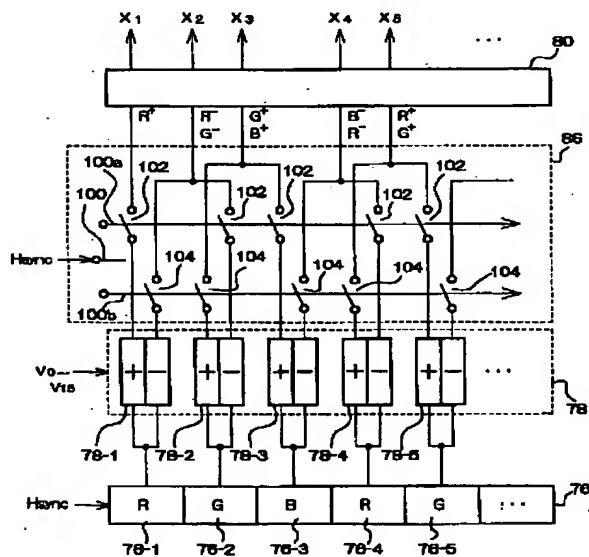 X1 X2 X3 X4 X5 ...
80
R+ R- G+ B- R+
G- B+ R- G+
86
100a 102 102 102 102 102
100
Hsync
104 104 104 104 104
100b
+ - + - + - + - + - ...
V0—
V15
78
78-1 78-2 78-3 78-4 78-5
Hsync R G B R G ... 76
76-1 76-2 76-3 76-4 76-5